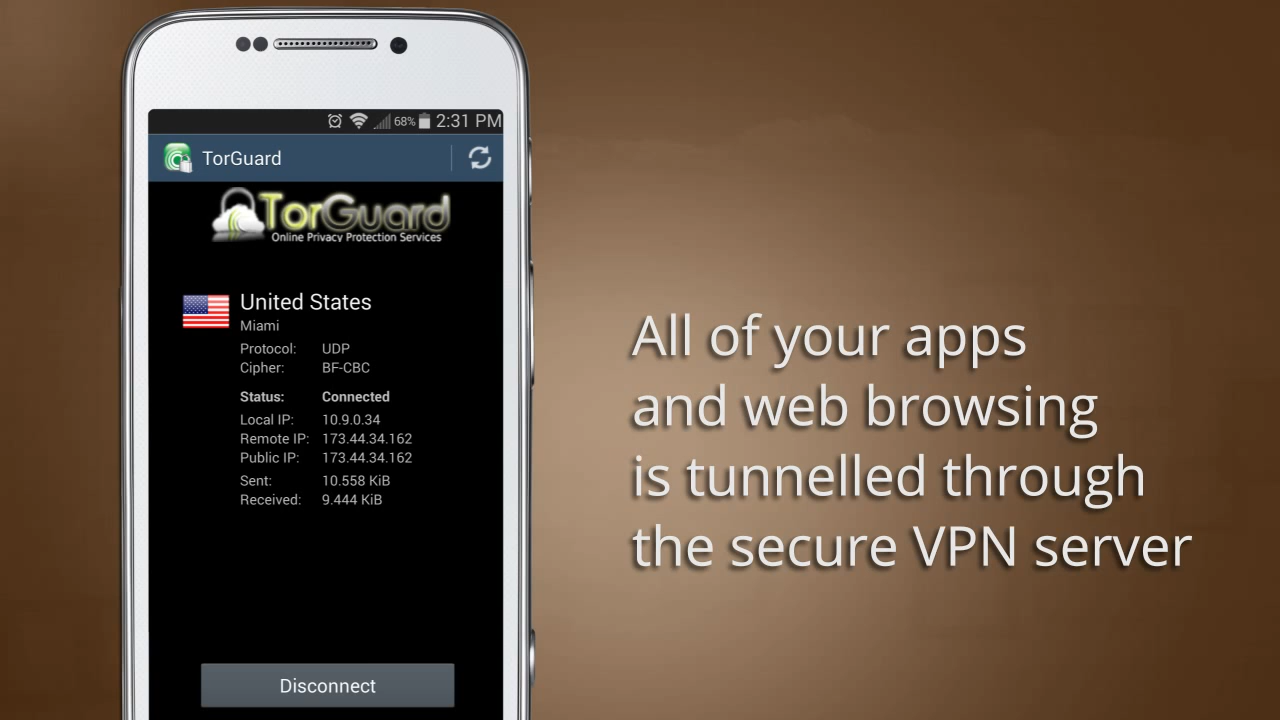 68% 2:31 PM
TorGuard
TorGuard
Online Privacy Protection Services
United States
Miami
Protocol: UDP
Cipher: BF-CBC
Status: Connected
Local IP: 10.9.0.34
Remote IP: 173.44.34.162
Public IP: 173.44.34.162
Sent: 10.558 KiB
Received: 9.444 KiB
Disconnect
All of your apps
and web browsing
is tunnelled through
the secure VPN server